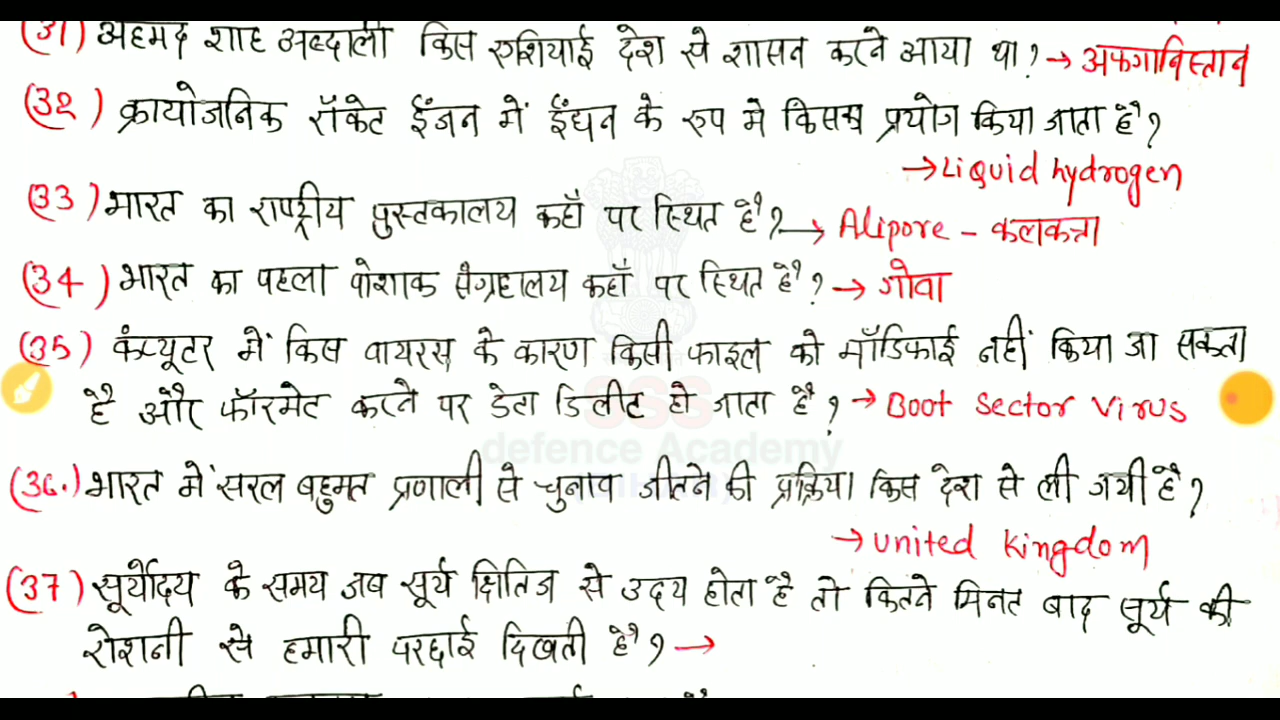 (31) अहमद शाह अब्दाली किस एशियाई देश से शासन करने आया था? → अफगानिस्तान
(32) क्रायोजनिक रॉकेट ईंजन में ईंधन के रूप मे किसका प्रयोग किया जाता है?
→ Liquid hydrogen
(33) भारत का राष्ट्रीय पुस्तकालय कहाँ पर स्थित है? → Alipore - कलकत्ता
(34) भारत का पहला पोशाक संग्रहालय कहाँ पर स्थित है? → गोवा
(35) कंप्यूटर में किस वायरस के कारण किसी फाइल को मॉडिफाई नहीं किया जा सकता
है और फॉरमेट करने पर डेता डिलीट हो जाता है? → Boot Sector Virus
SSS
defence Academy
(36.) भारत में सरल बहुमत प्रणाली से चुनाव जीतने की प्रक्रिया किस देश से ली गयी है?
→ United Kingdom
(37) सूर्योदय के समय जब सूर्य क्षितिज से उदय होता है तो कितने मिनट बाद सूर्य की
रोशनी से हमारी परछाई दिखती है? →